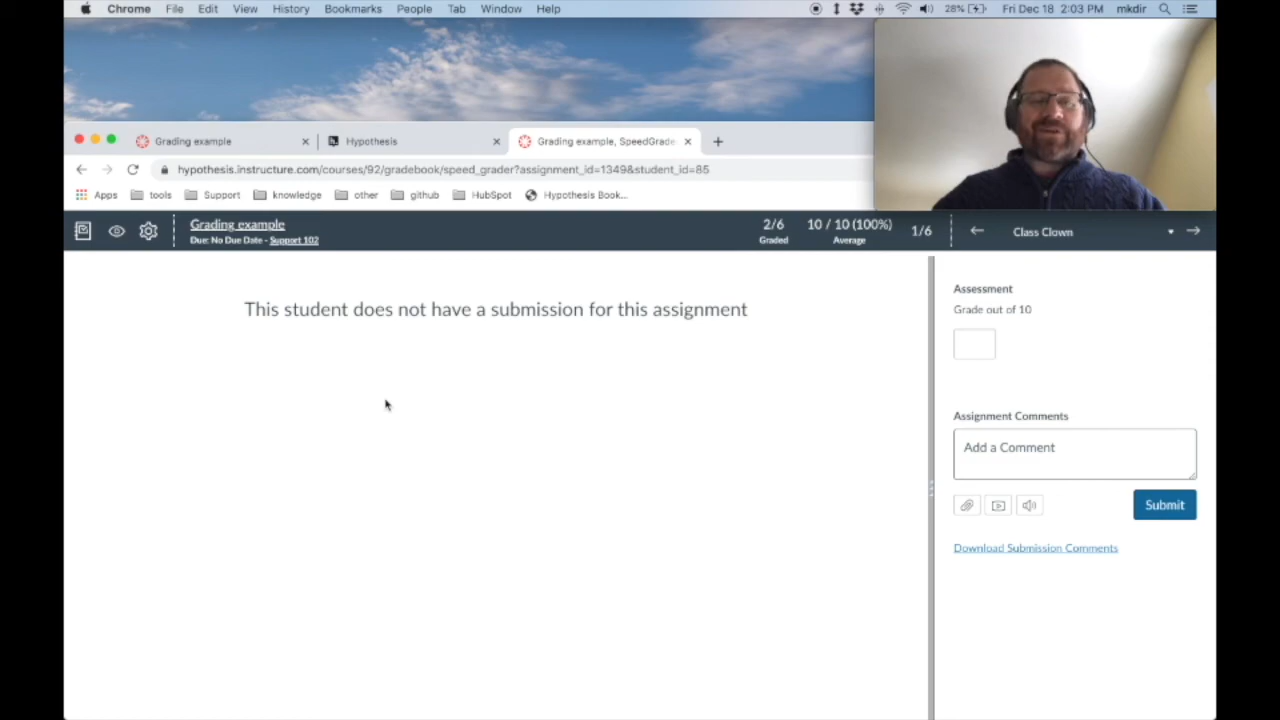 Chrome File Edit View History Bookmarks People Tab Window Help 28% Fri Dec 18 2:03 PM mkdir
Grading example Hypothesis Grading example, SpeedGrade
hypothesis.instructure.com/courses/92/gradebook/speed_grader?assignment_id=1349&student_id=85
Apps tools Support knowledge other github HubSpot Hypothesis Book...
Grading example 2/6 10 / 10 (100%) 1/6 Class Clown
Due: No Due Date - Support 102 Graded Average
This student does not have a submission for this assignment
Assessment
Grade out of 10
Assignment Comments
Add a Comment
Submit
Download Submission Comments